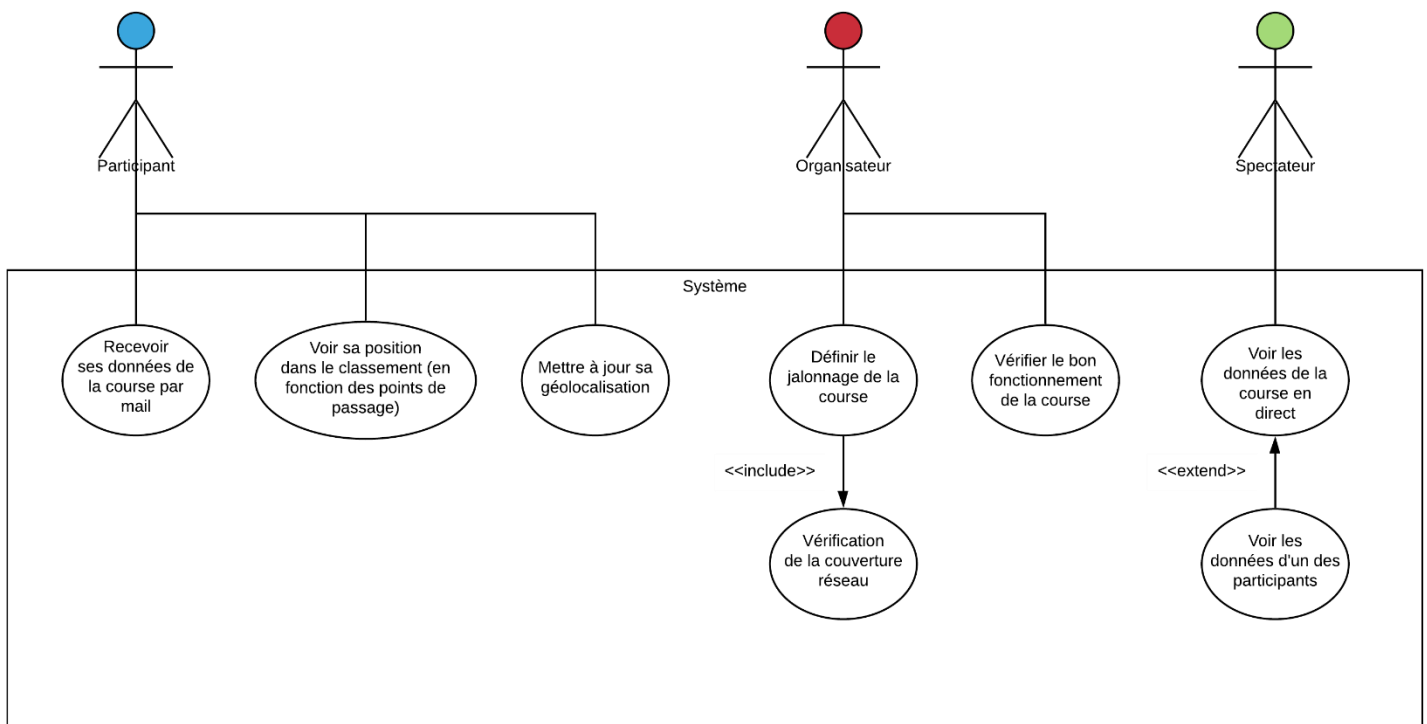 Participant
Organisateur
Spectateur
Système
Recevoir
ses données de
la course par
mail
Voir sa position
dans le classement (en
fonction des points de
passage)
Mettre à jour sa
géolocalisation
Définir le
jalonnage de la
course
Vérifier le bon
fonctionnement
de la course
Voir les
données de la
course en
direct
<<include>>
<<extend>>
Vérification
de la couverture
réseau
Voir les
données d'un des
participants